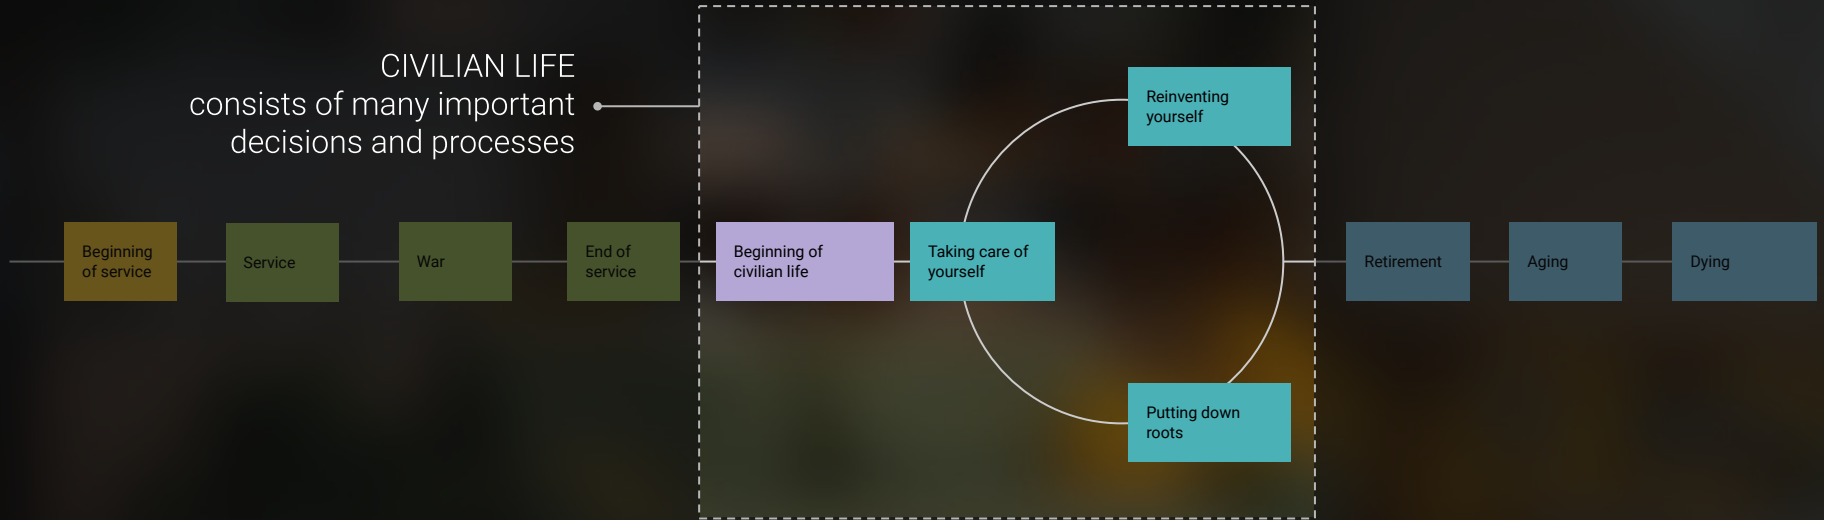 CIVILIAN LIFE
consists of many important
decisions and processes
Beginning
of service
Service
War
End of
service
Beginning of
civilian life
Taking care of
yourself
Reinventing
yourself
Putting down
roots
Retirement
Aging
Dying